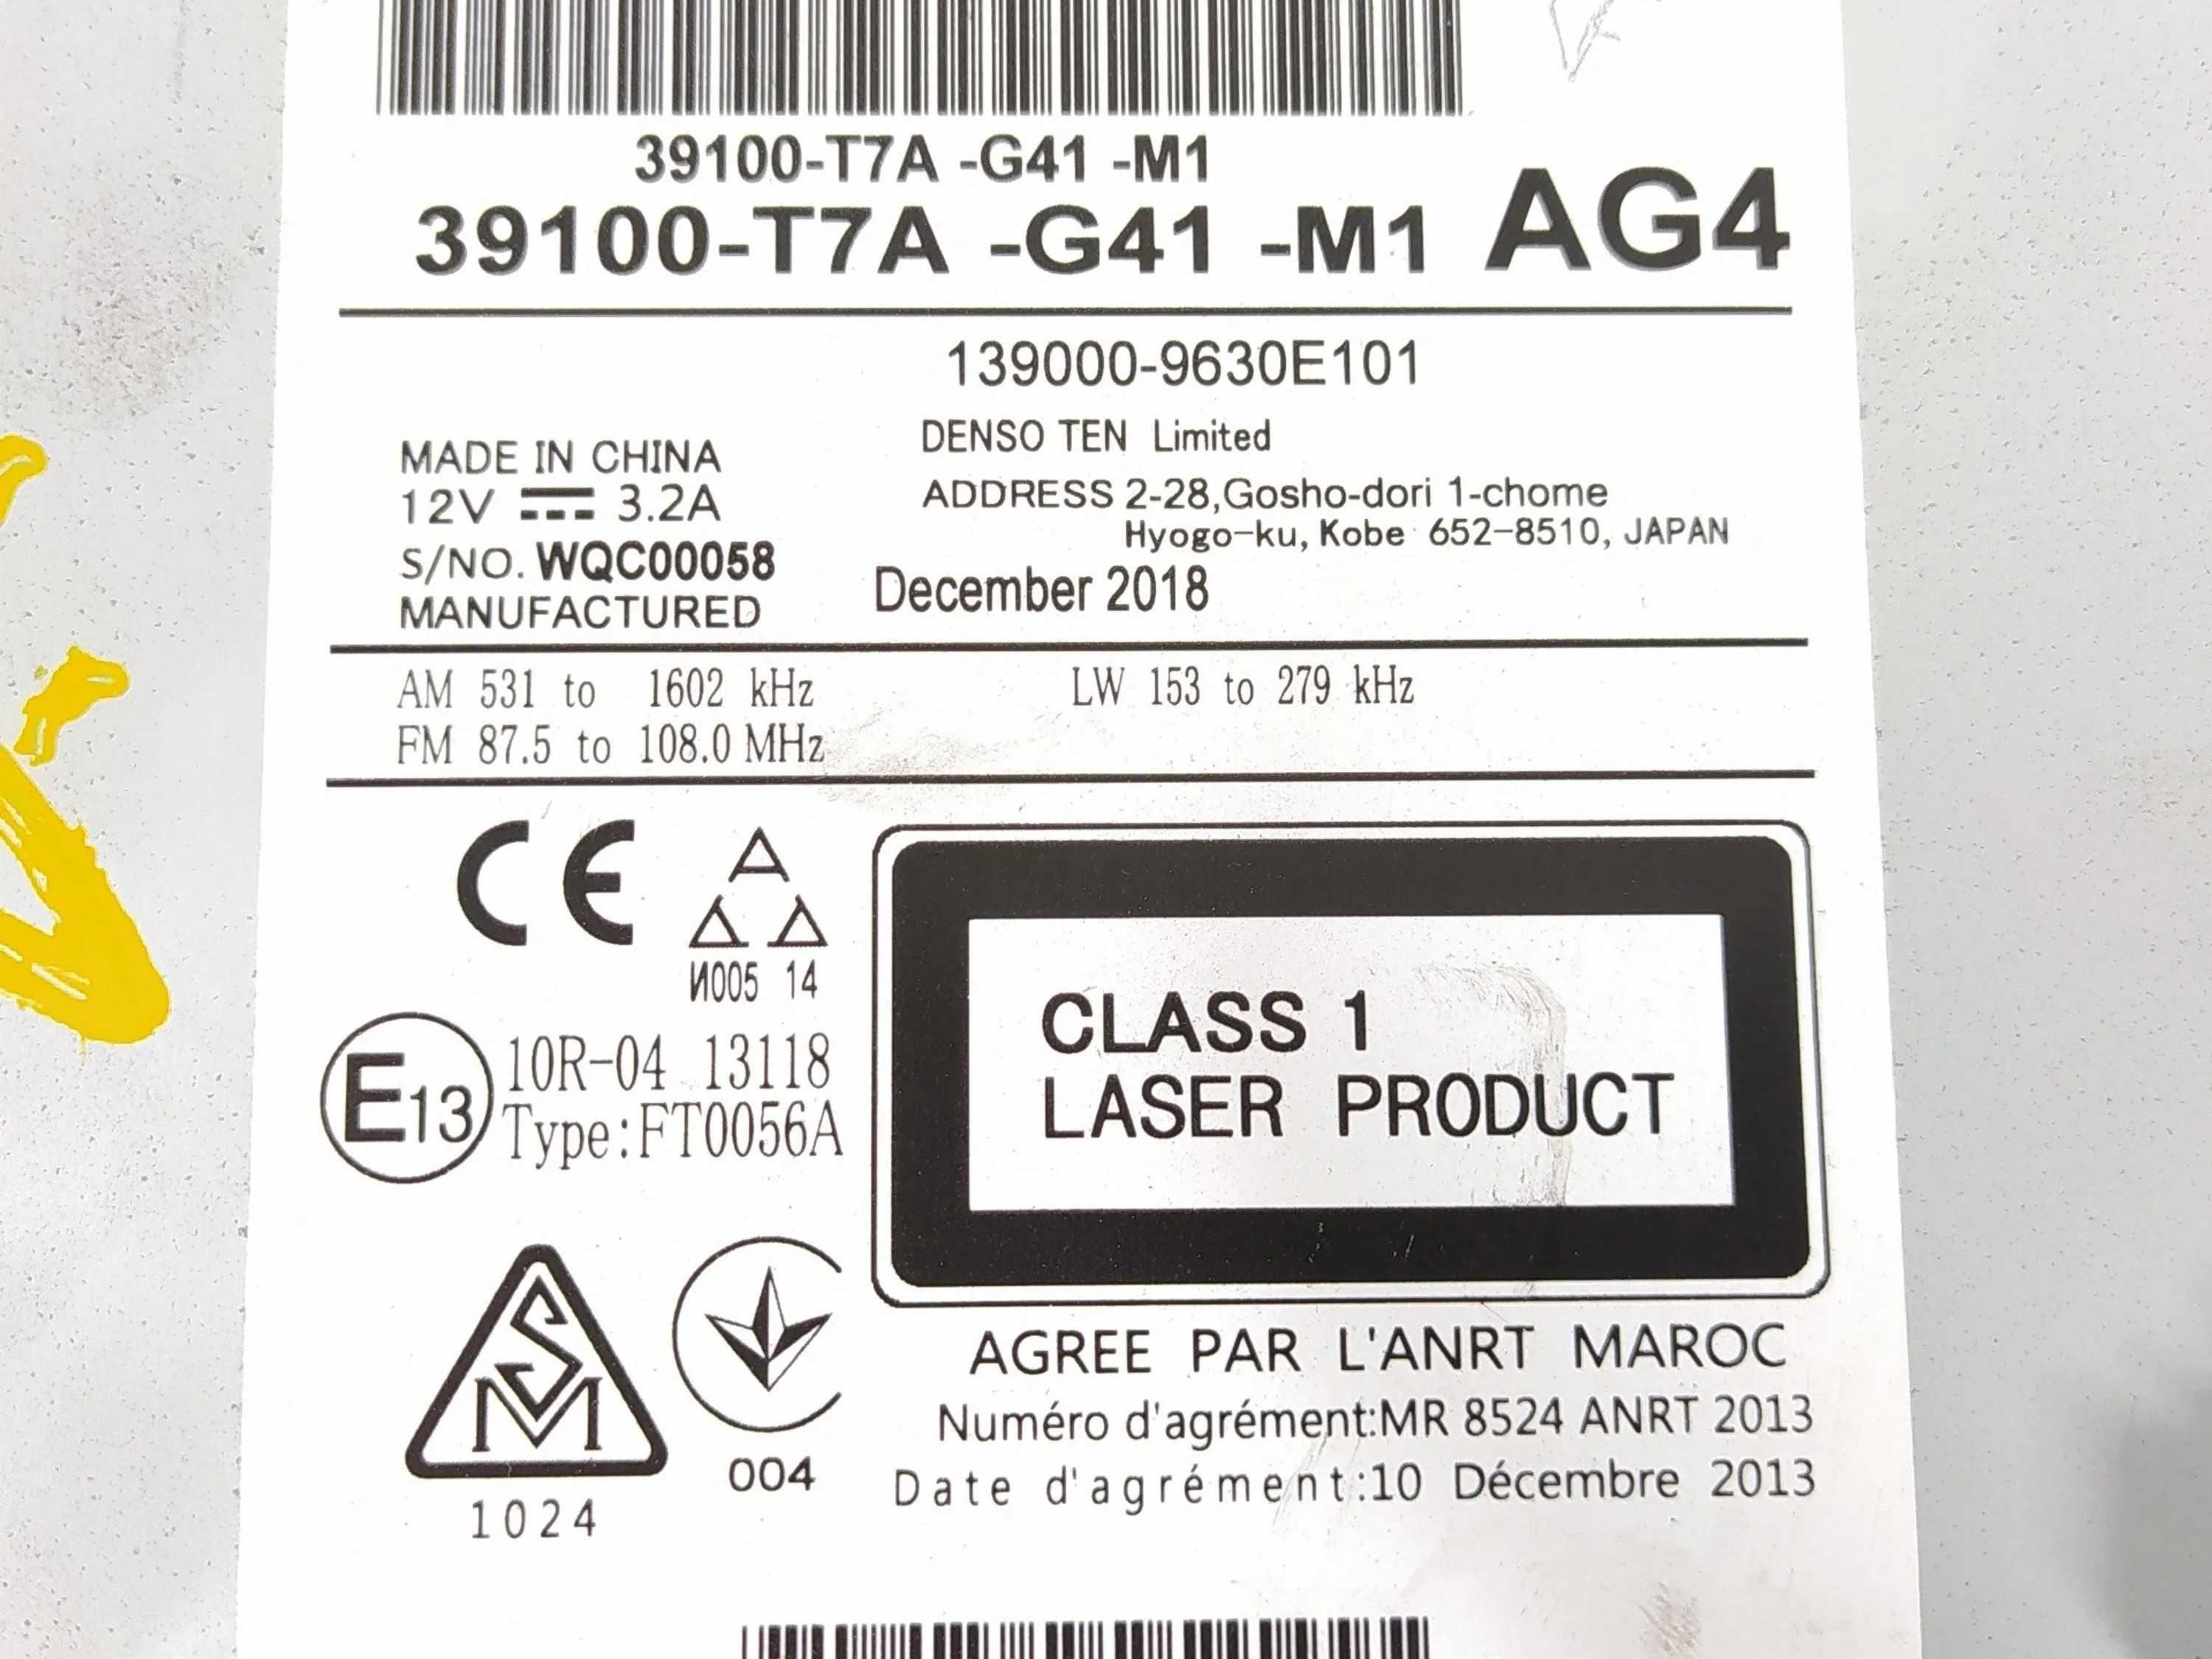 39100-T7A -G41 -M1
39100-T7A -G41 -M1 AG4
139000-9630E101
DENSO TEN Limited
MADE IN CHINA
ADDRESS 2-28,Gosho-dori 1-chome
12V 3.2A
Hyogo-ku, Kobe 652-8510, JAPAN
S/NO. WQC00058
MANUFACTURED December 2018
AM 531 to 1602 kHz LW 153 to 279 kHz
FM 87.5 to 108.0 MHz
CE
A
И005 14
E13
10R-04 13118
Type:FT0056A
CLASS 1
LASER PRODUCT
SM
1024
004
AGREE PAR L'ANRT MAROC
Numéro d'agrément:MR 8524 ANRT 2013
Date d'agrément:10 Décembre 2013